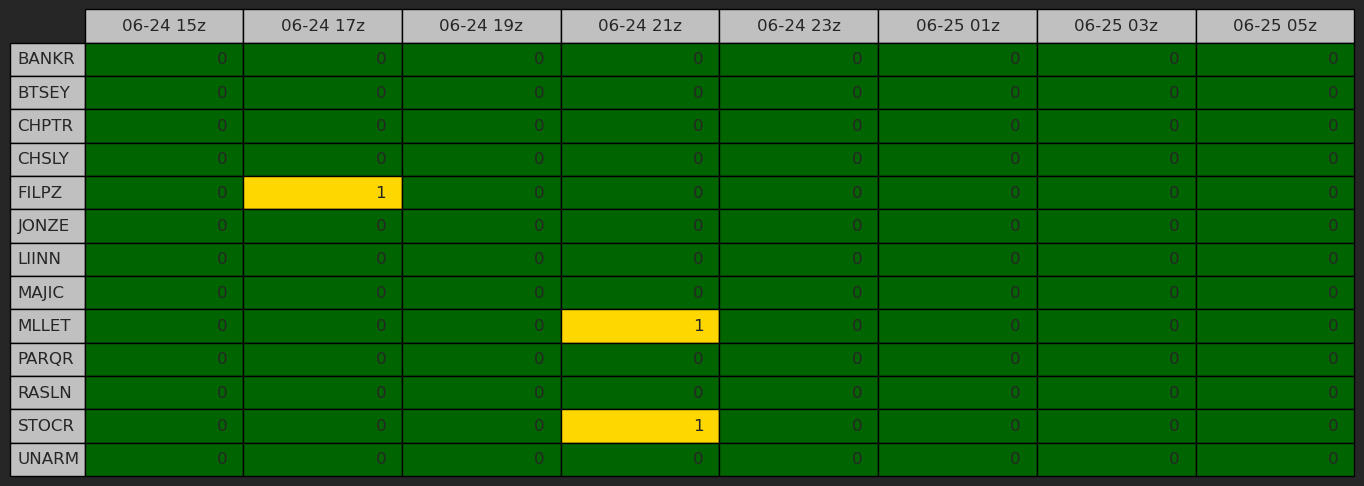 06-24 15z 06-24 17z 06-24 19z 06-24 21z 06-24 23z 06-25 01z 06-25 03z 06-25 05z
BANKR 0 0 0 0 0 0 0 0
BTSEY 0 0 0 0 0 0 0 0
CHPTR 0 0 0 0 0 0 0 0
CHSLY 0 0 0 0 0 0 0 0
FILPZ 0 1 0 0 0 0 0 0
JONZE 0 0 0 0 0 0 0 0
LIINN 0 0 0 0 0 0 0 0
MAJIC 0 0 0 0 0 0 0 0
MLLET 0 0 0 1 0 0 0 0
PARQR 0 0 0 0 0 0 0 0
RASLN 0 0 0 0 0 0 0 0
STOCR 0 0 0 1 0 0 0 0
UNARM 0 0 0 0 0 0 0 0